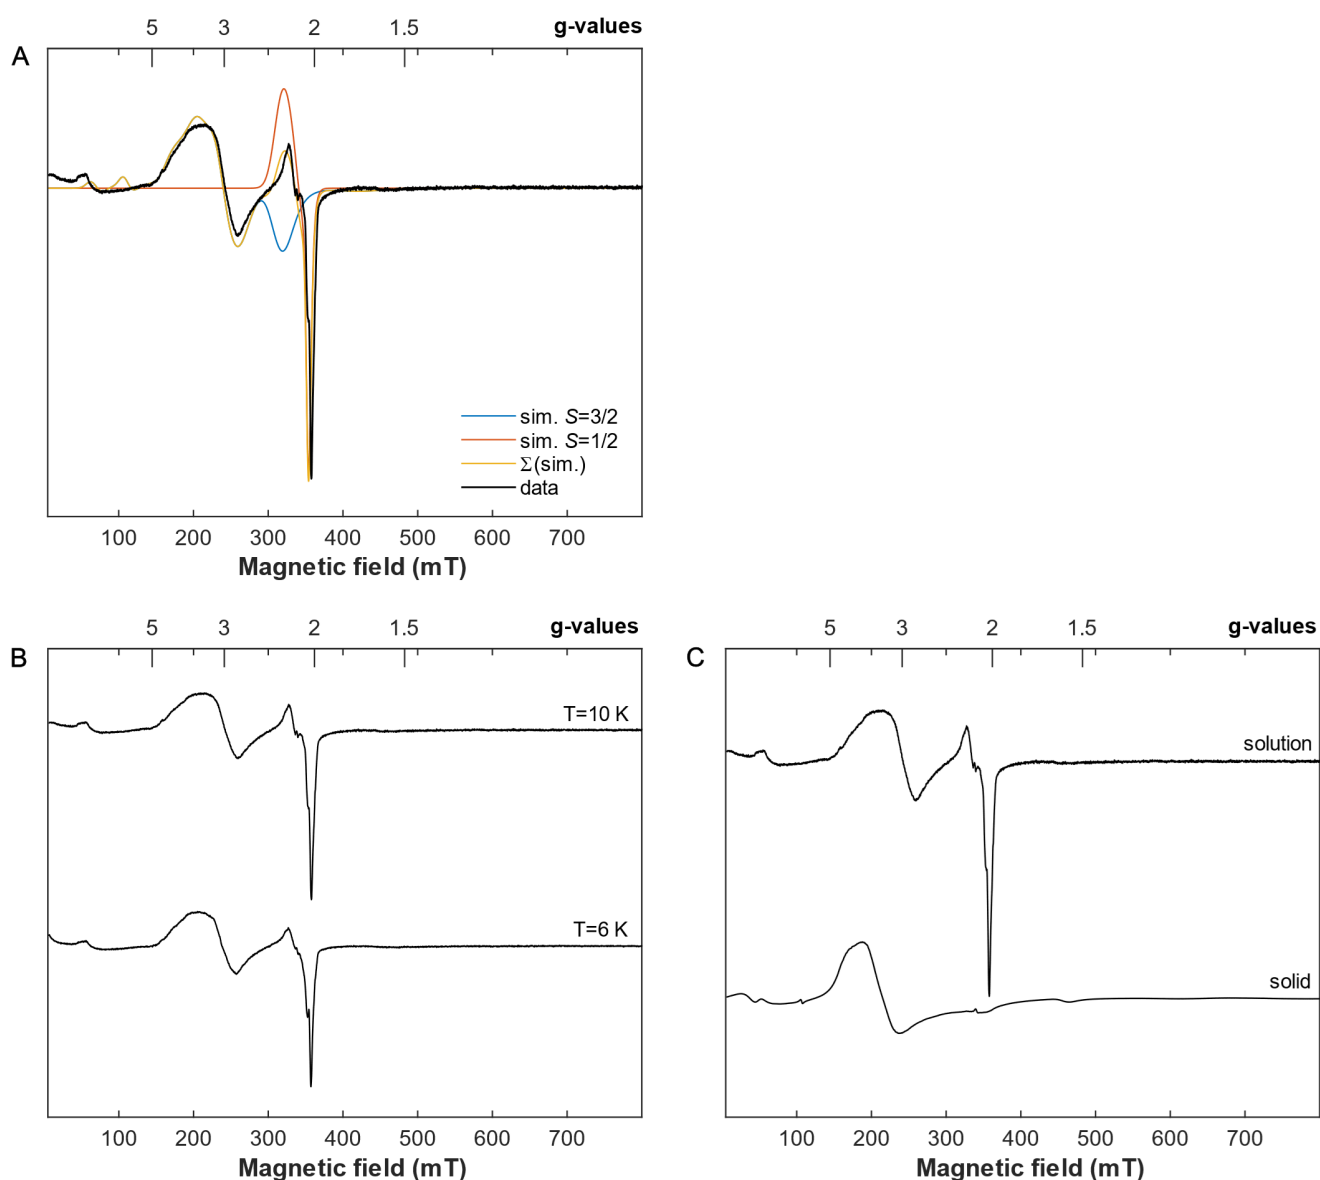 A
5 3 2 1.5 g-values
sim. S=3/2
sim. S=1/2
Σ(sim.)
data
100 200 300 400 500 600 700
Magnetic field (mT)
B
5 3 2 1.5 g-values
T=10 K
T=6 K
100 200 300 400 500 600 700
Magnetic field (mT)
C
5 3 2 1.5 g-values
solution
solid
100 200 300 400 500 600 700
Magnetic field (mT)